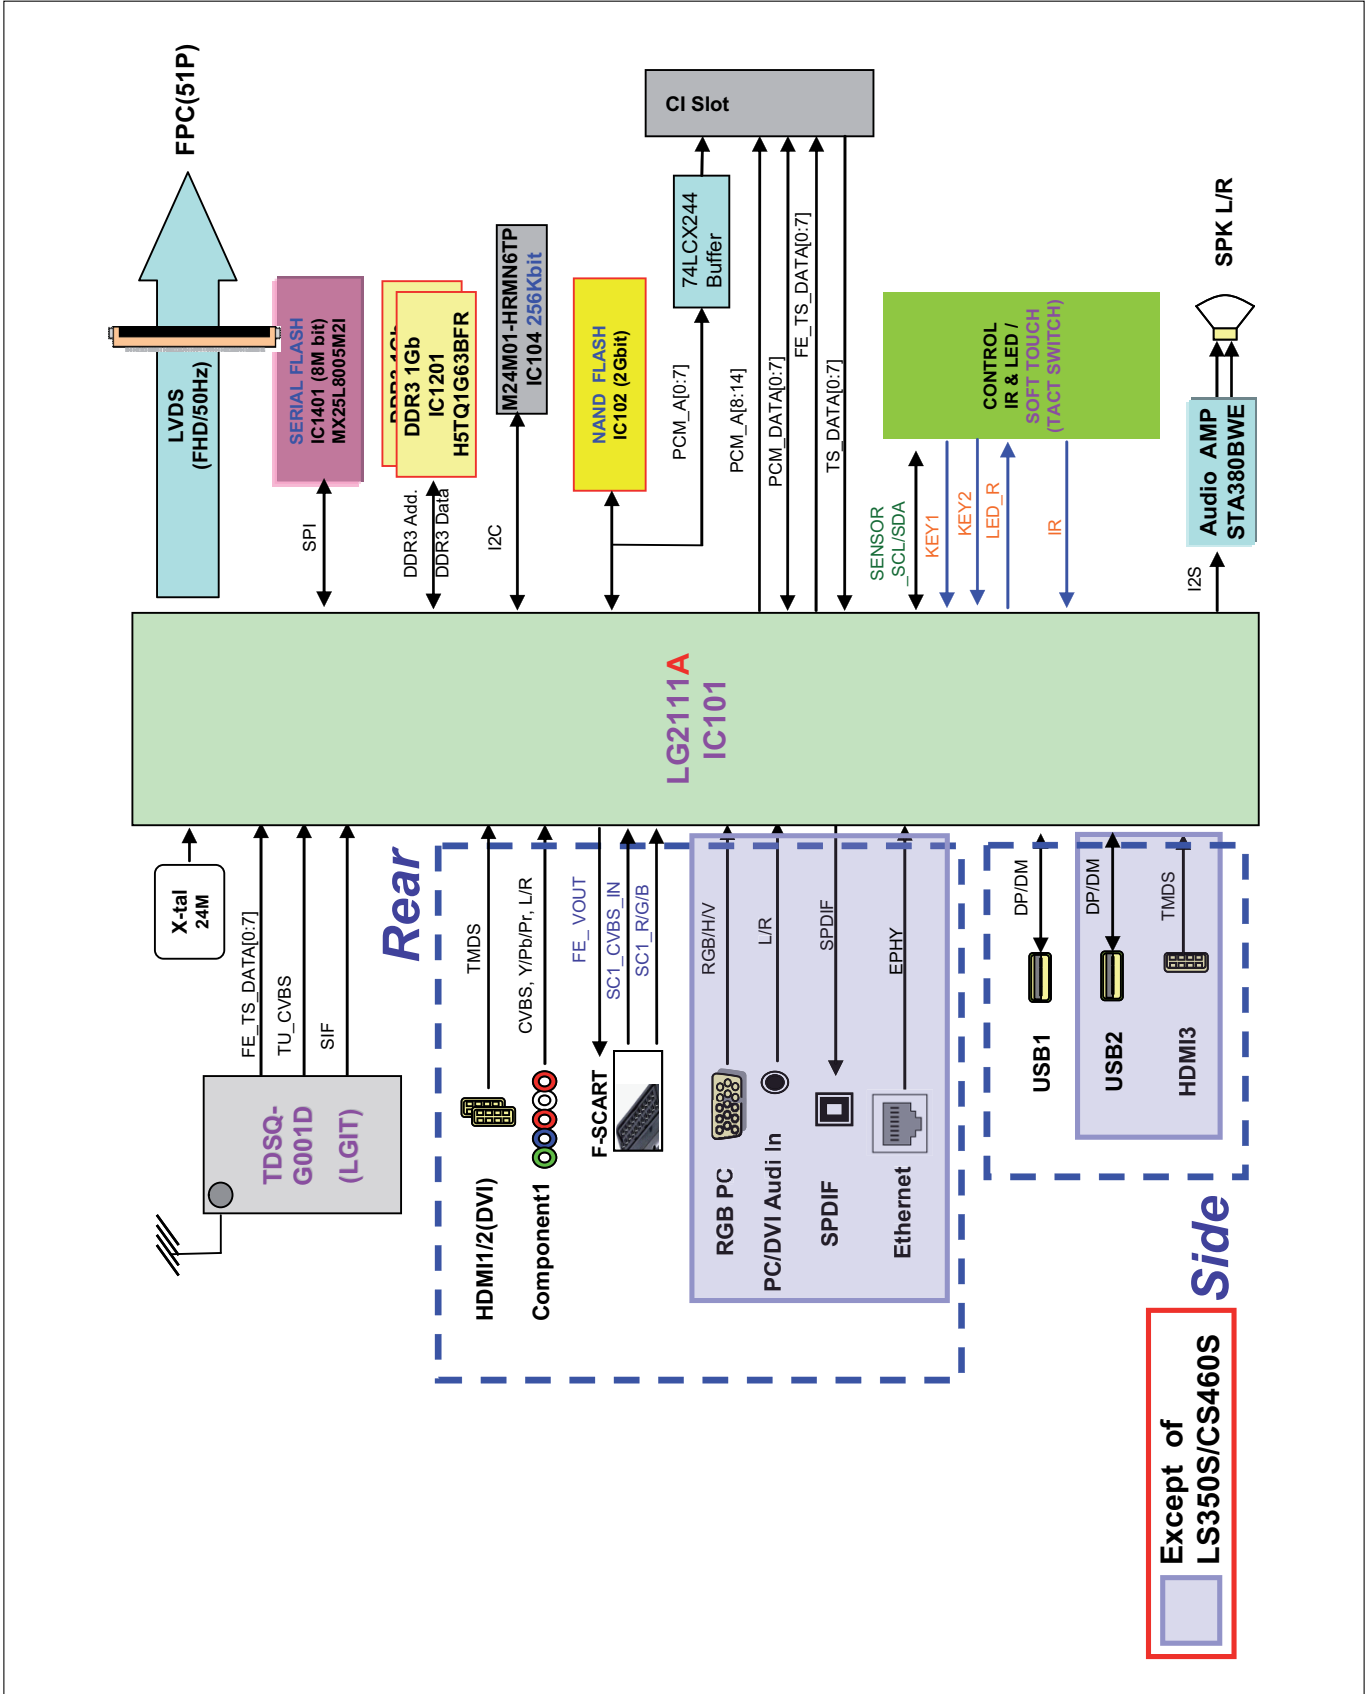 X-tal
24M
FE_TS_DATA[0:7]
TU_CVBS
SIF
TDSQ-
G001D
(LGIT)
Rear
TMDS
HDMI1/2(DVI)
CVBS, Y/Pb/Pr, L/R
Component1
FE_ VOUT
SC1_CVBS_IN
SC1_R/G/B
F-SCART
RGB/H/V
RGB PC
L/R
PC/DVI Audi In
SPDIF
SPDIF
EPHY
Ethernet
DP/DM
USB1
DP/DM
USB2
TMDS
HDMI3
Side
Except of
LS350S/CS460S
LG2111A
IC101
LVDS
(FHD/50Hz)
FPC(51P)
SPI
SERIAL FLASH
IC1401 (8M bit)
MX25L8005M2I
DDR3 Add.
DDR3 Data
DDR3 1Gb
DDR3 1Gb
IC1201
H5TQ1G63BFR
I2C
M24M01-HRMN6TP
IC104 256Kbit
NAND FLASH
IC102 (2Gbit)
PCM_A[0:7]
74LCX244
Buffer
CI Slot
PCM_A[8:14]
PCM_DATA[0:7]
FE_TS_DATA[0:7]
TS_DATA[0:7]
SENSOR
_SCL/SDA
KEY1
KEY2
LED_R
IR
CONTROL
IR & LED /
SOFT TOUCH
(TACT SWITCH)
I2S
Audio AMP
STA380BWE
SPK L/R